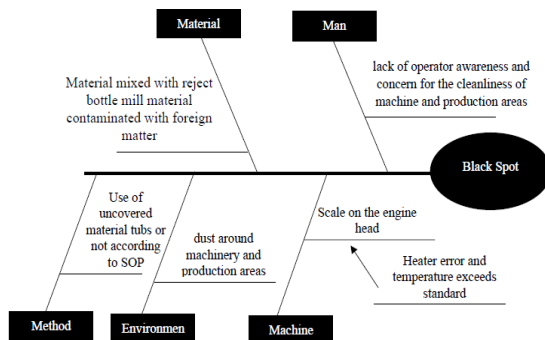 Material
Man
lack of operator awareness and
concern for the cleanliness of
machine and production areas
Material mixed with reject
bottle mill material
contaminated with foreign
matter
Black Spot
Use of
uncovered
material tubs or
not according
to SOP
dust around
machinery and
production areas
Scale on the engine
head
Heater error and
temperature exceeds
standard
Method
Environmen
Machine